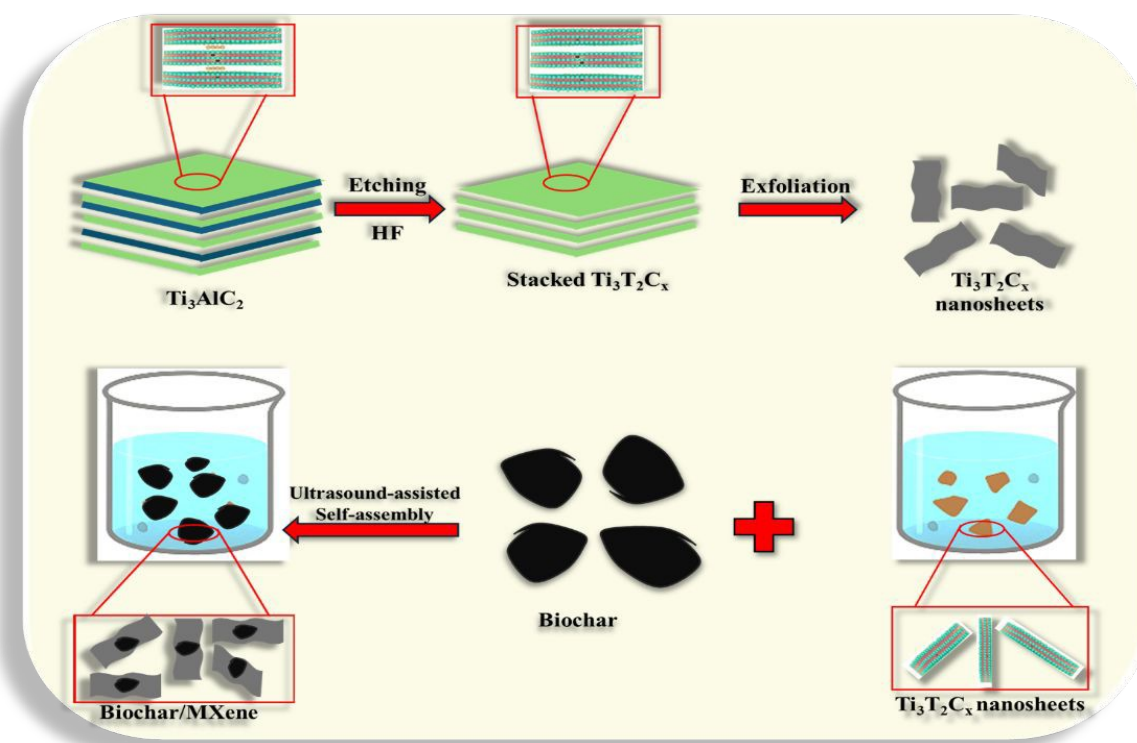 Etching
HF
Exfoliation
Ti₃AlC₂
Stacked Ti₃T₂Cₓ
Ti₃T₂Cₓ
nanosheets
Ultrasound-assisted
Self-assembly
Biochar
Biochar/MXene
Ti₃T₂Cₓ nanosheets